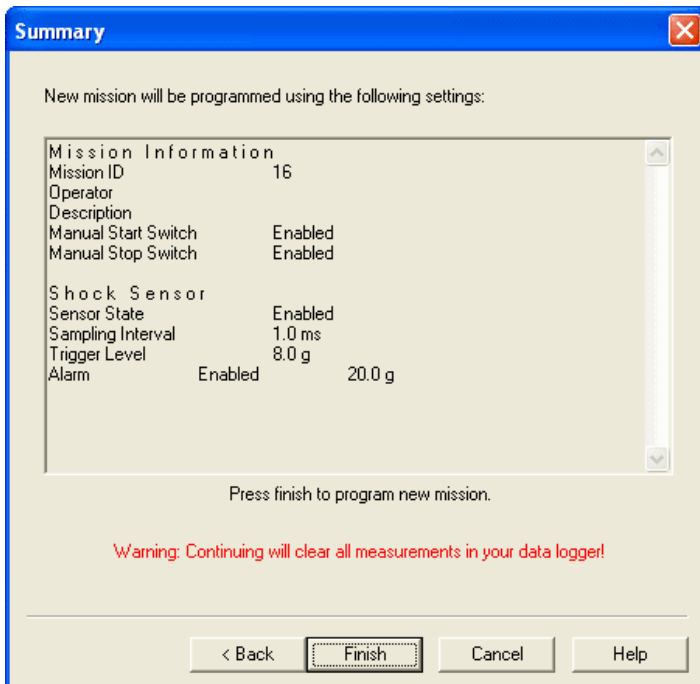 Summary
New mission will be programmed using the following settings:
Mission Information
Mission ID 16
Operator
Description
Manual Start Switch Enabled
Manual Stop Switch Enabled
Shock Sensor
Sensor State Enabled
Sampling Interval 1.0 ms
Trigger Level 8.0 g
Alarm Enabled 20.0 g
Press finish to program new mission.
Warning: Continuing will clear all measurements in your data logger!
< Back Finish Cancel Help